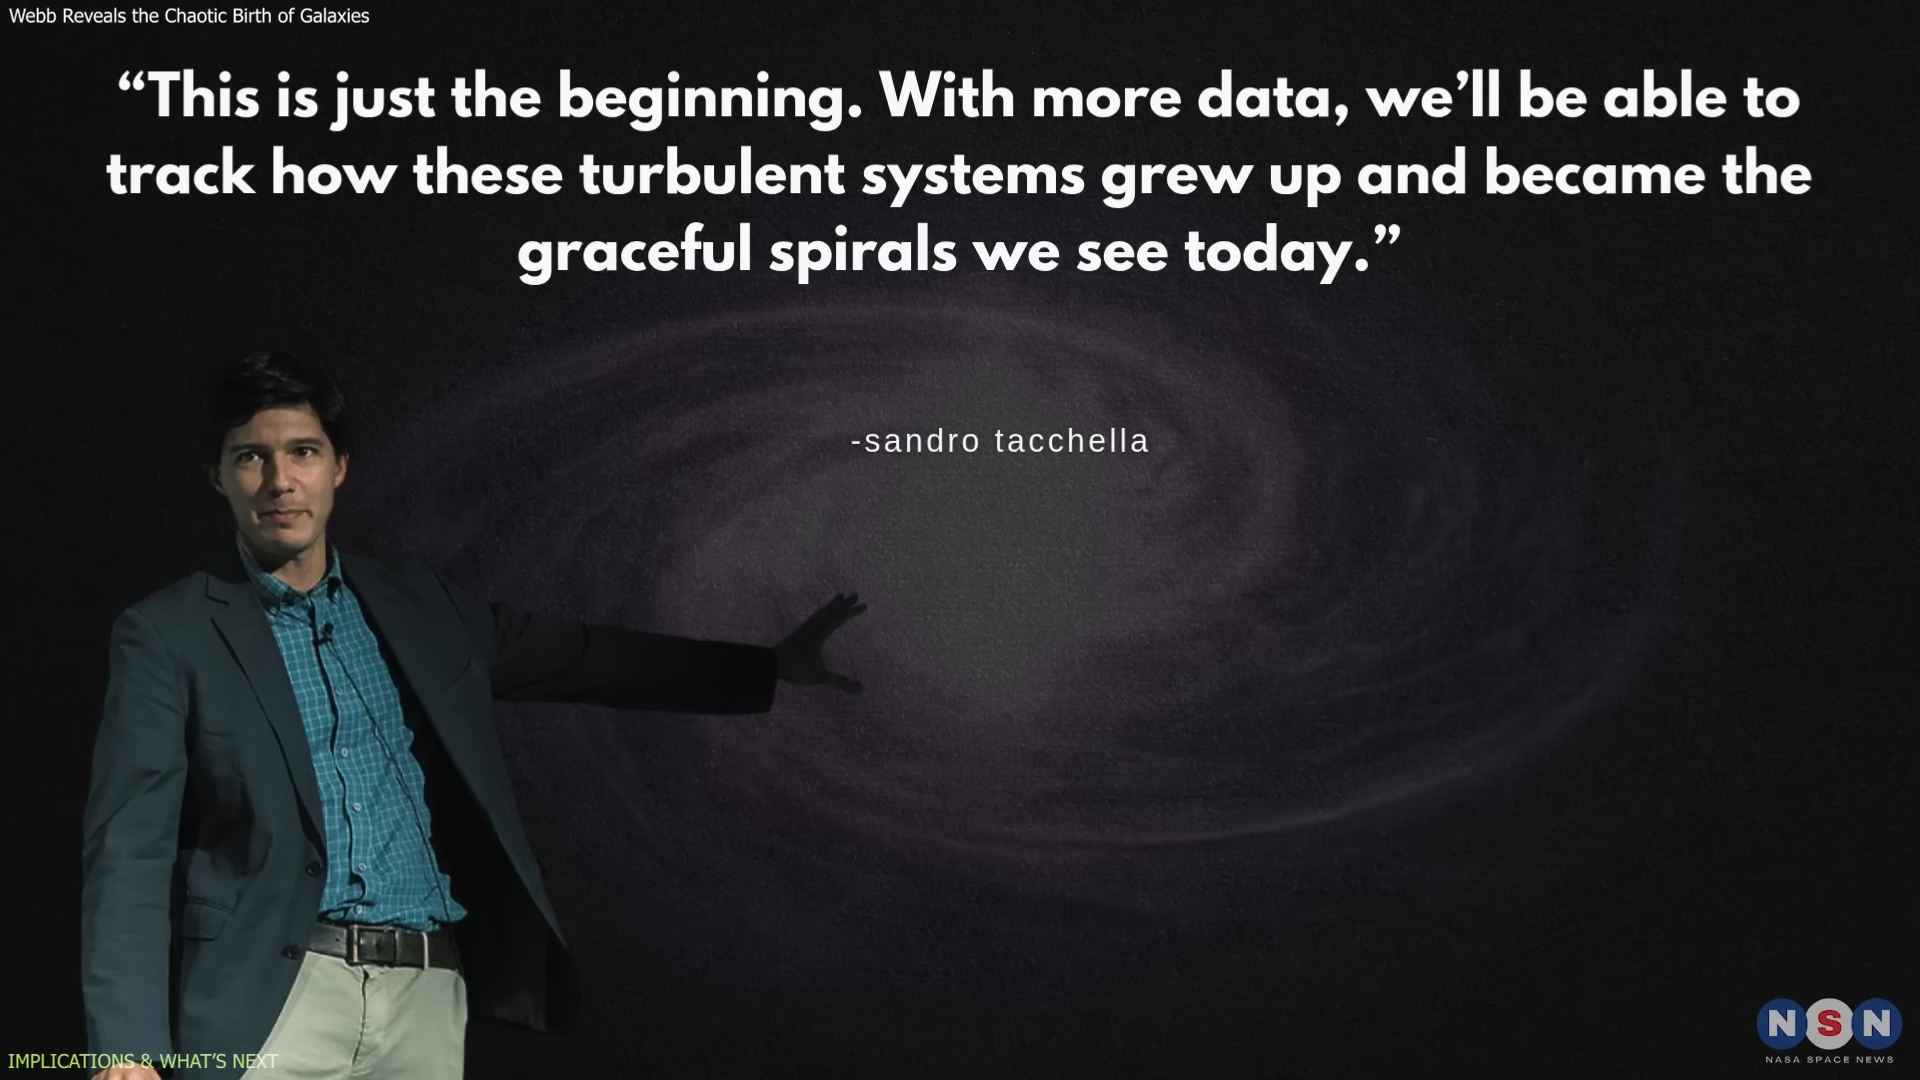 Webb Reveals the Chaotic Birth of Galaxies
“This is just the beginning. With more data, we’ll be able to
track how these turbulent systems grew up and became the
graceful spirals we see today.”
-sandro tacchella
IMPLICATIONS & WHAT’S NEXT
NSN
NASA SPACE NEWS